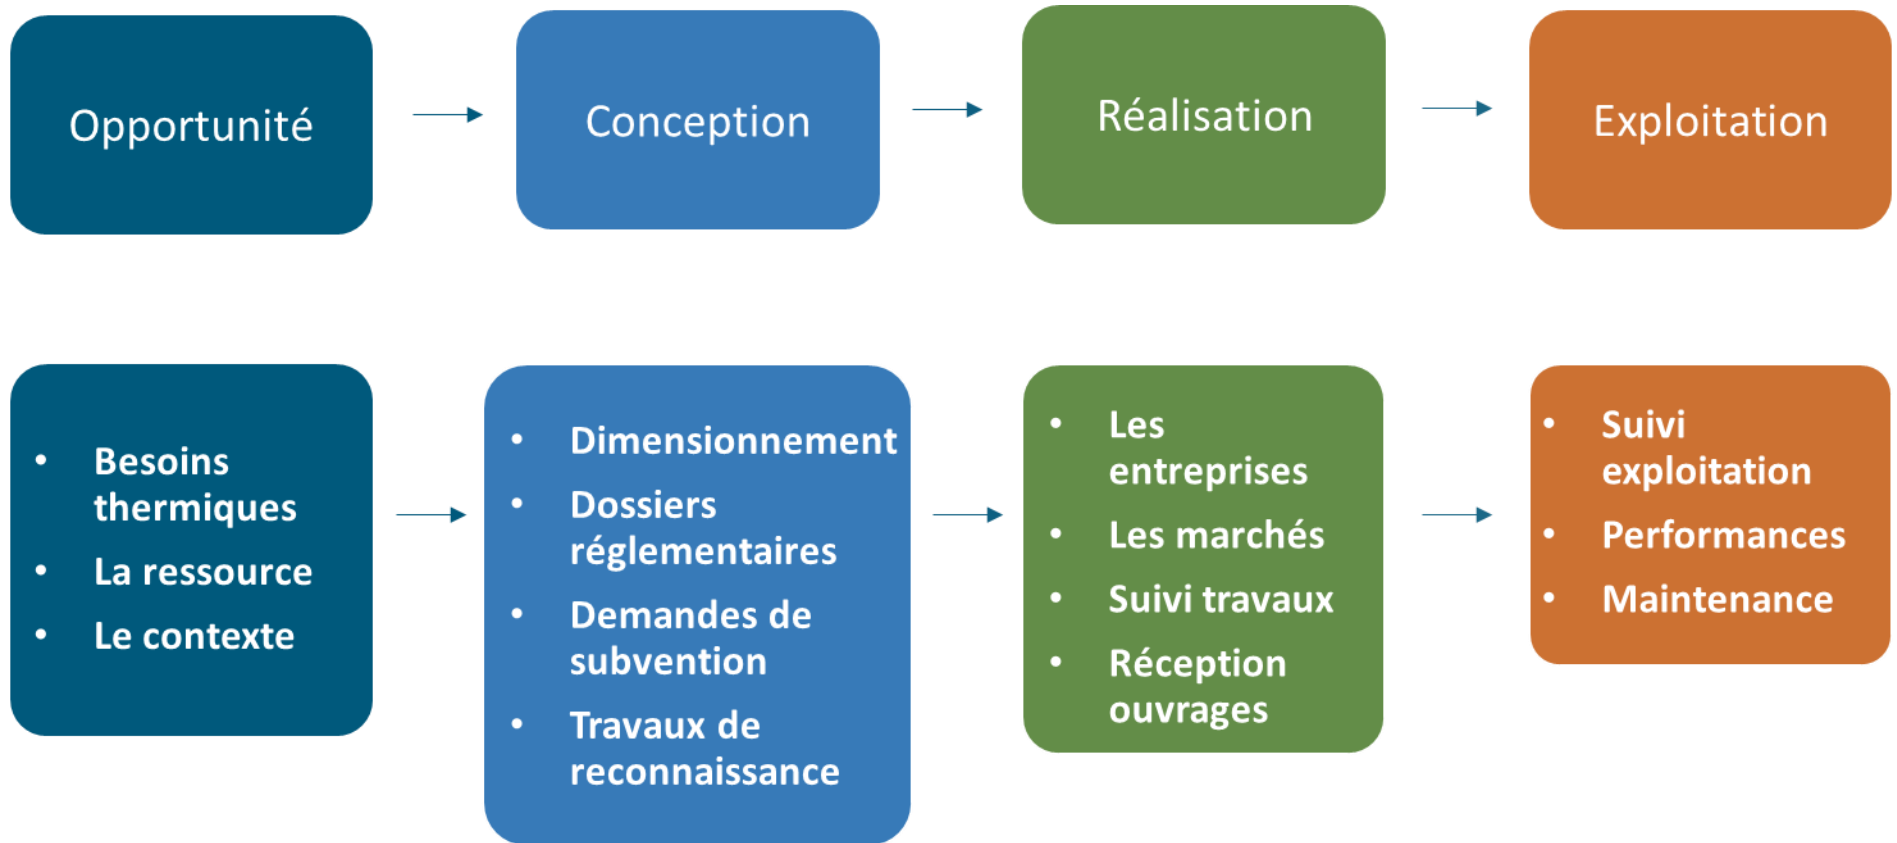 Opportunité
Conception
Réalisation
Exploitation
• Besoins
thermiques
• La ressource
• Le contexte
• Dimensionnement
• Dossiers
réglementaires
• Demandes de
subvention
• Travaux de
reconnaissance
• Les
entreprises
• Les marchés
• Suivi travaux
• Réception
ouvrages
• Suivi
exploitation
• Performances
• Maintenance